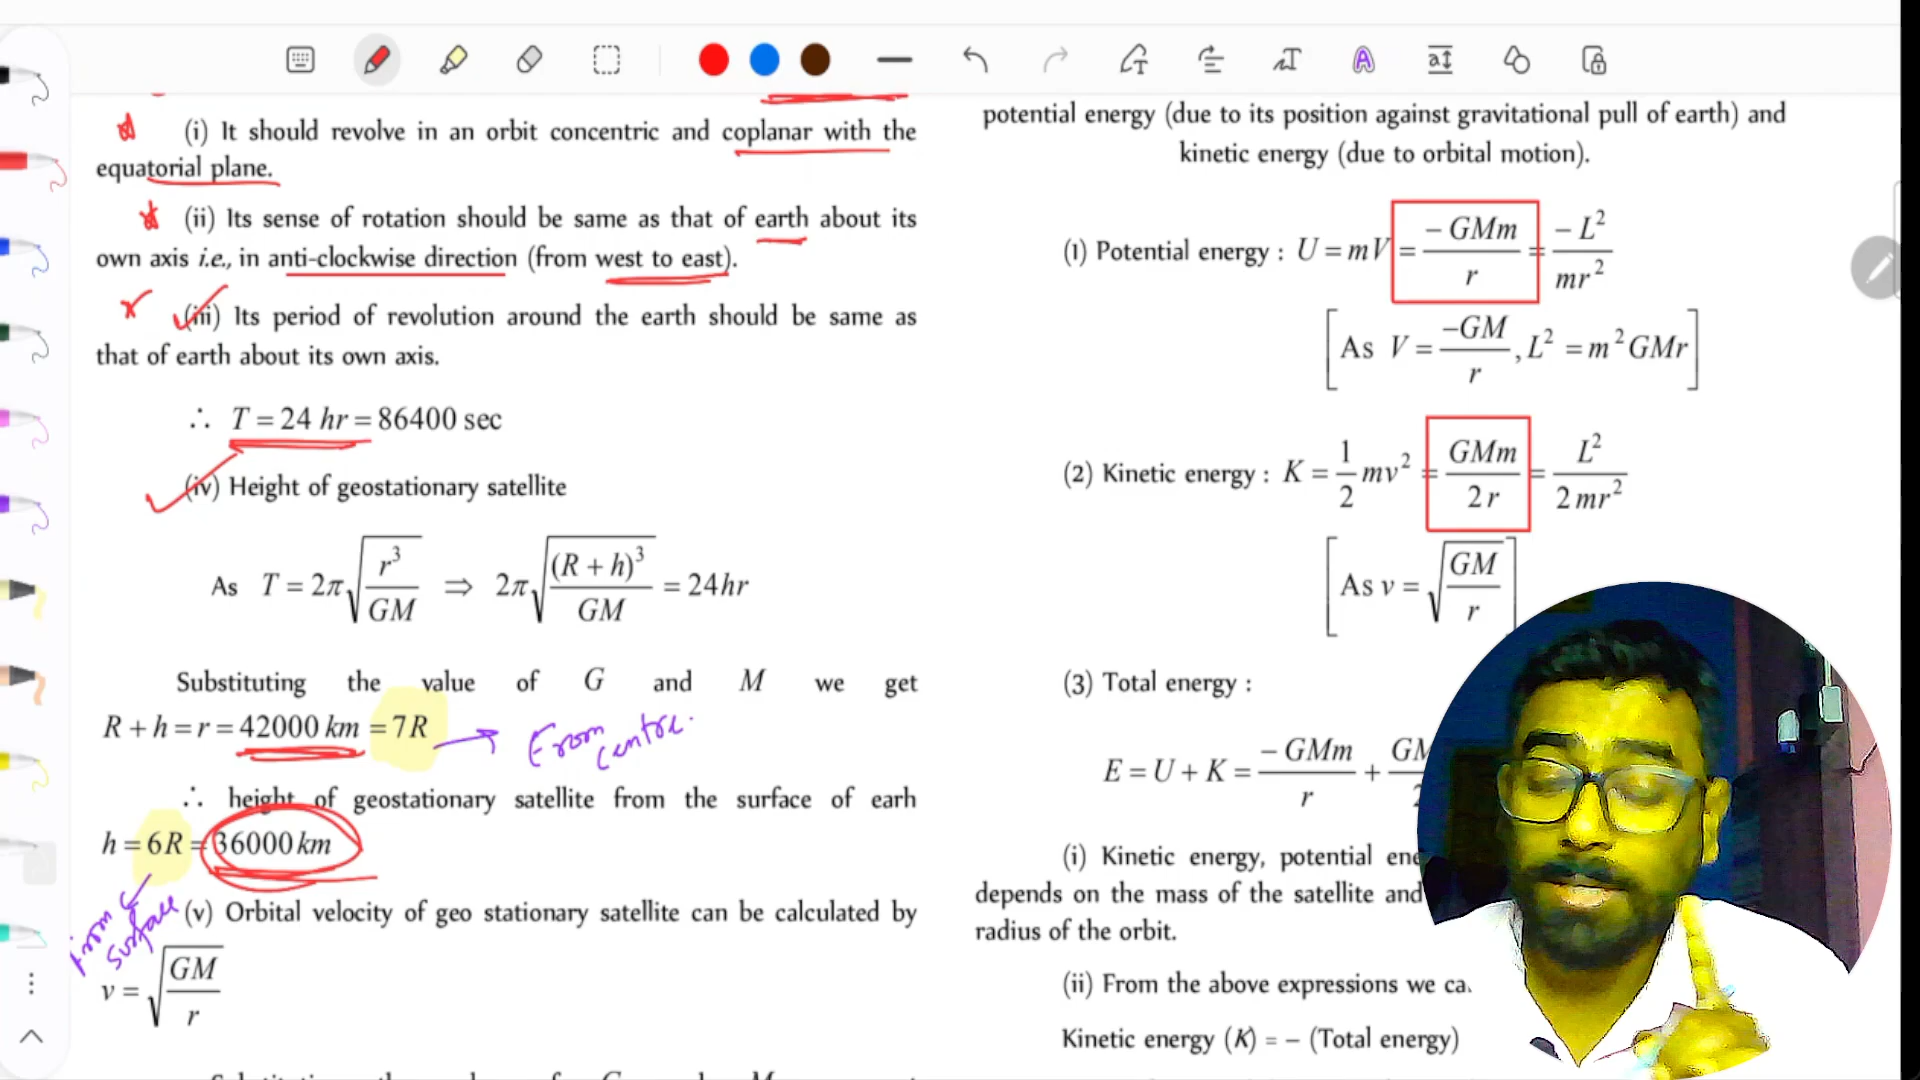 (i) It should revolve in an orbit concentric and coplanar with the
equatorial plane.
(ii) Its sense of rotation should be same as that of earth about its
own axis i.e., in anti-clockwise direction (from west to east).
(iii) Its period of revolution around the earth should be same as
that of earth about its own axis.
∴ T = 24 hr = 86400 sec
(iv) Height of geostationary satellite
As T = 2π√(r³/GM) ⇒ 2π√((R + h)³/GM) = 24hr
Substituting the value of G and M we get
R + h = r = 42000 km = 7R → From centre.
∴ height of geostationary satellite from the surface of earh
h = 6R = 36000 km
From surface
(v) Orbital velocity of geo stationary satellite can be calculated by
v = √(GM/r)
potential energy (due to its position against gravitational pull of earth) and
kinetic energy (due to orbital motion).
(1) Potential energy : U = mV = −GMm/r = −L²/mr²
[As V = −GM/r , L² = m²GMr]
(2) Kinetic energy : K = 1/2 mv² = GMm/2r = L²/2mr²
[As v = √(GM/r)]
(3) Total energy :
E = U + K = −GMm/r +
(i) Kinetic energy, potential
depends on the mass of the satellite and
radius of the orbit.
(ii) From the above expressions we
Kinetic energy (K) = − (Total energy)